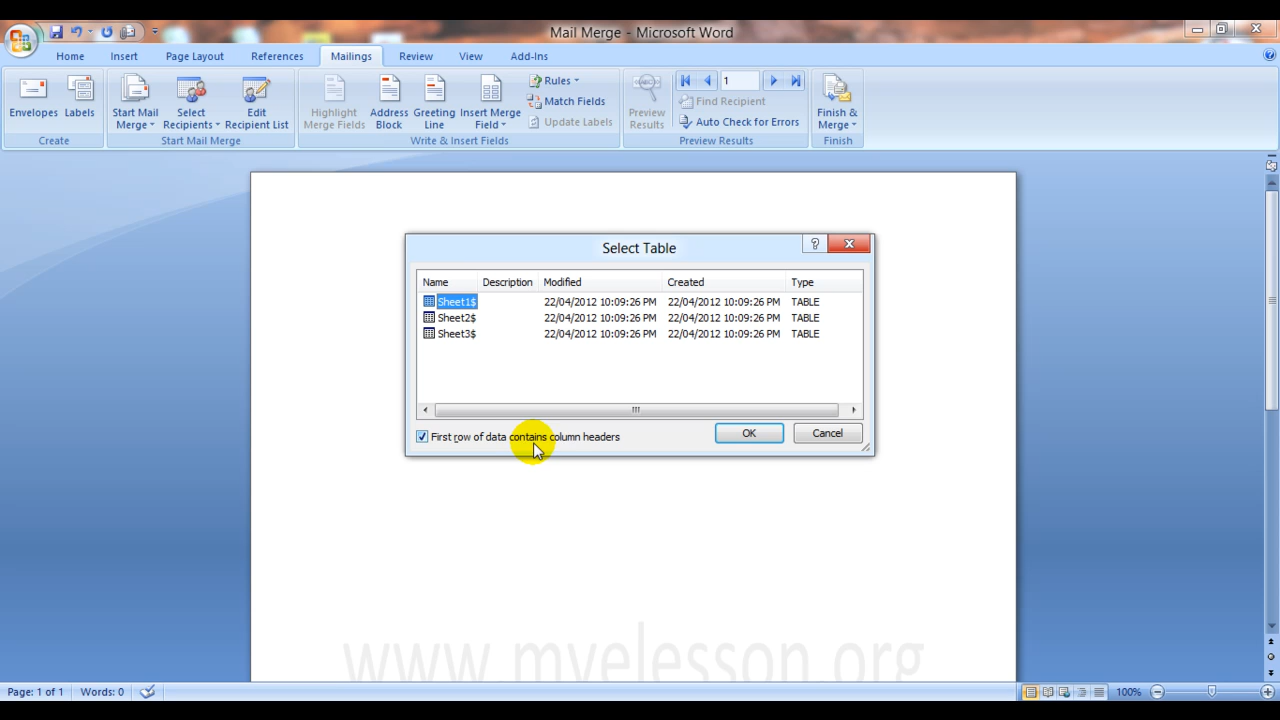 Mail Merge - Microsoft Word
Home Insert Page Layout References Mailings Review View Add-Ins
Envelopes Labels Start Mail Merge Select Recipients Edit Recipient List Highlight Merge Fields Address Block Greeting Line Insert Merge Field Rules Match Fields Update Labels Preview Results 1 Find Recipient Auto Check for Errors Finish & Merge
Create Start Mail Merge Write & Insert Fields Preview Results Finish
Select Table
Name Description Modified Created Type
Sheet1$ 22/04/2012 10:09:26 PM 22/04/2012 10:09:26 PM TABLE
Sheet2$ 22/04/2012 10:09:26 PM 22/04/2012 10:09:26 PM TABLE
Sheet3$ 22/04/2012 10:09:26 PM 22/04/2012 10:09:26 PM TABLE
First row of data contains column headers OK Cancel
www.myelesson.org
Page: 1 of 1 Words: 0 100%